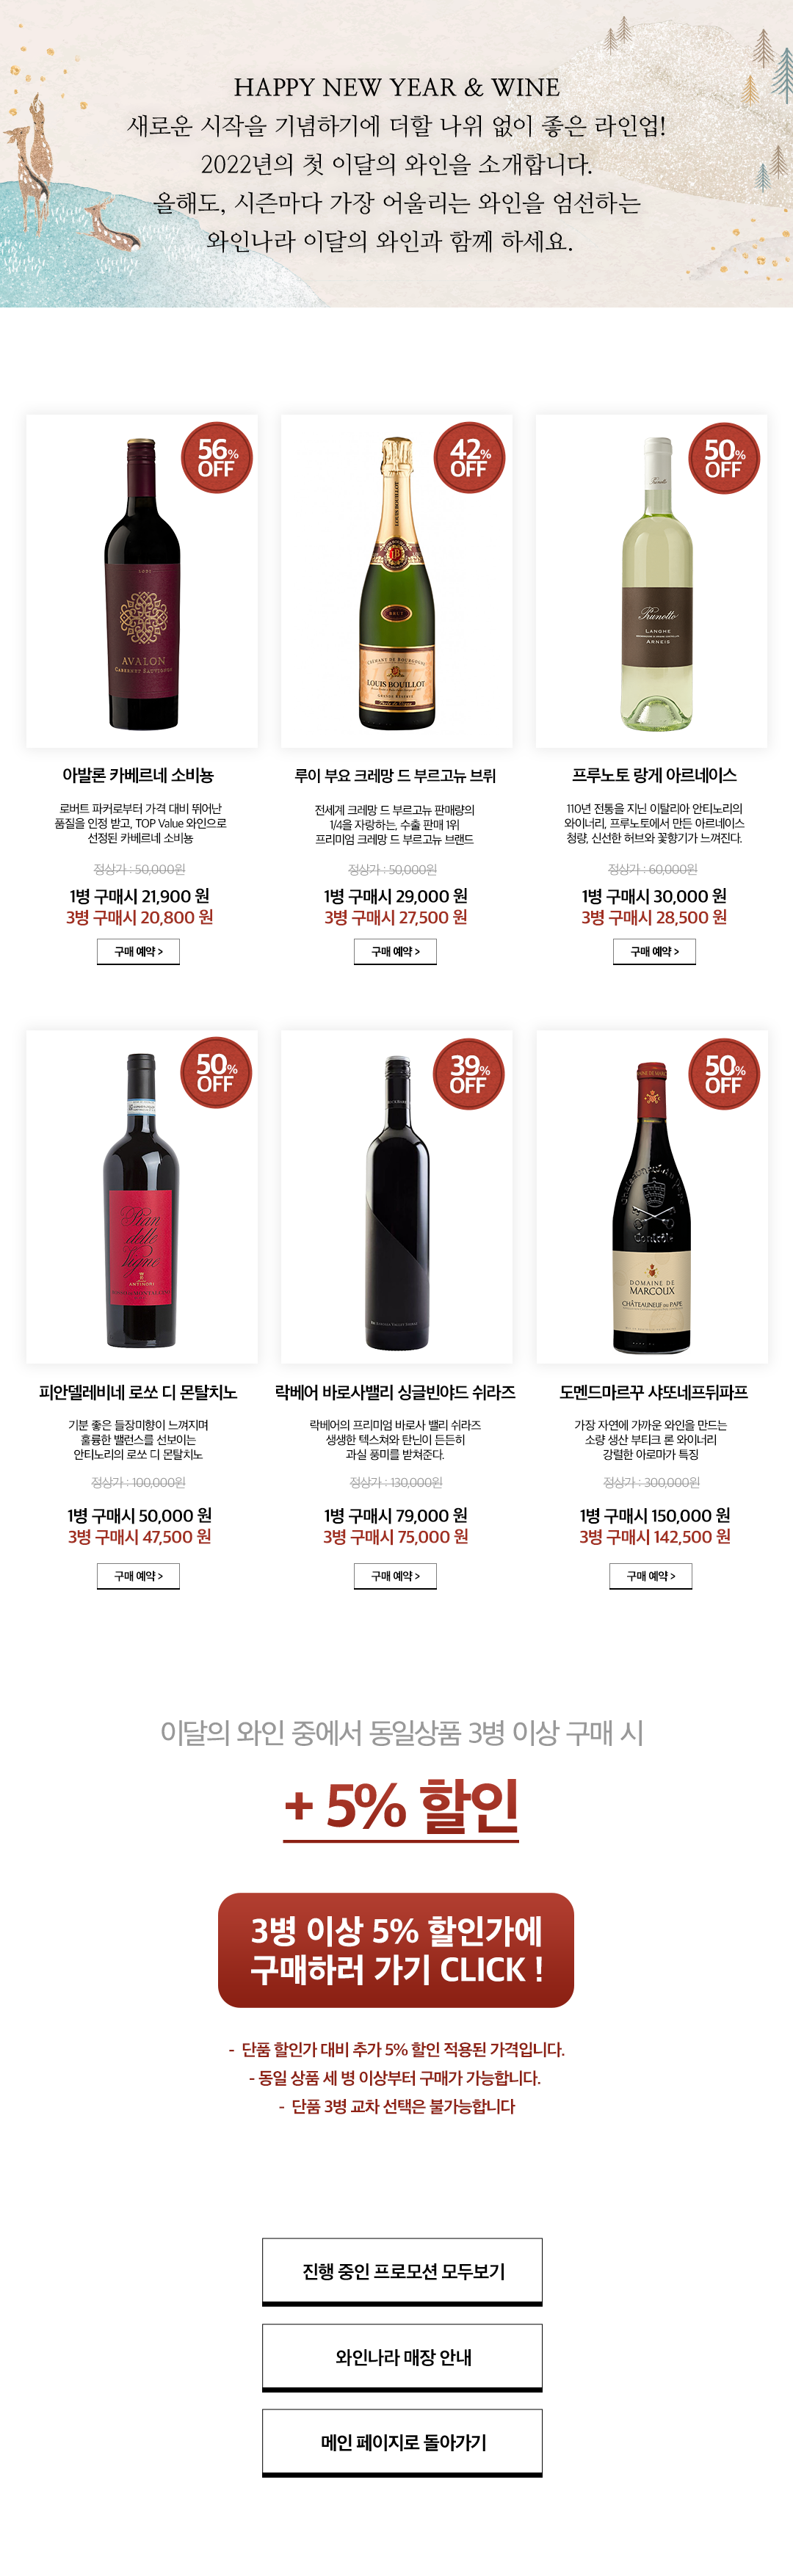 HAPPY NEW YEAR & WINE
새로운 시작을 기념하기에 더할 나위 없이 좋은 라인업!
2022년의 첫 이달의 와인을 소개합니다.
올해도, 시즌마다 가장 어울리는 와인을 엄선하는
와인나라 이달의 와인과 함께 하세요.
56%
OFF
AVALON
CABERNET SAUVIGNON
42%
OFF
LOUIS BOUILLOT
BRUT
CRÉMANT DE BOURGOGNE
LOUIS BOUILLOT
GRANDE RÉSERVE
50%
OFF
Prunotto
LANGHE
ARNEIS
아발론 카베르네 소비뇽
로버트 파커로부터 가격 대비 뛰어난
품질을 인정 받고, TOP Value 와인으로
선정된 카베르네 소비뇽
정상가 : 50,000원
1병 구매시 21,900 원
3병 구매시 20,800 원
구매 예약 >
루이 부요 크레망 드 부르고뉴 브뤼
전세계 크레망 드 부르고뉴 판매량의
1/4을 자랑하는, 수출 판매 1위
프리미엄 크레망 드 부르고뉴 브랜드
정상가 : 50,000원
1병 구매시 29,000 원
3병 구매시 27,500 원
구매 예약 >
프루노토 랑게 아르네이스
110년 전통을 지닌 이탈리아 안티노리의
와이너리, 프루노토에서 만든 아르네이스
청량, 신선한 허브와 꽃향기가 느껴진다.
정상가 : 60,000원
1병 구매시 30,000 원
3병 구매시 28,500 원
구매 예약 >
50%
OFF
Pian
delle
Vigne
ANTINORI
39%
OFF
50%
OFF
DOMAINE DE
MARCOUX
CHÂTEAUNEUF DU PAPE
피안델레비네 로쏘 디 몬탈치노
기분 좋은 들장미향이 느껴지며
훌륭한 밸런스를 선보이는
안티노리의 로쏘 디 몬탈치노
정상가 : 100,000원
1병 구매시 50,000 원
3병 구매시 47,500 원
구매 예약 >
락베어 바로사밸리 싱글빈야드 쉬라즈
락베어의 프리미엄 바로사 밸리 쉬라즈
생생한 텍스쳐와 탄닌이 든든히
과실 풍미를 받쳐준다.
정상가 : 130,000원
1병 구매시 79,000 원
3병 구매시 75,000 원
구매 예약 >
도멘드마르꾸 샤또네프뒤파프
가장 자연에 가까운 와인을 만드는
소량 생산 부티크 론 와이너리
강렬한 아로마가 특징
정상가 : 300,000원
1병 구매시 150,000 원
3병 구매시 142,500 원
구매 예약 >
이달의 와인 중에서 동일상품 3병 이상 구매 시
+ 5% 할인
3병 이상 5% 할인가에
구매하러 가기 CLICK !
- 단품 할인가 대비 추가 5% 할인 적용된 가격입니다.
- 동일 상품 세 병 이상부터 구매가 가능합니다.
- 단품 3병 교차 선택은 불가능합니다
진행 중인 프로모션 모두보기
와인나라 매장 안내
메인 페이지로 돌아가기